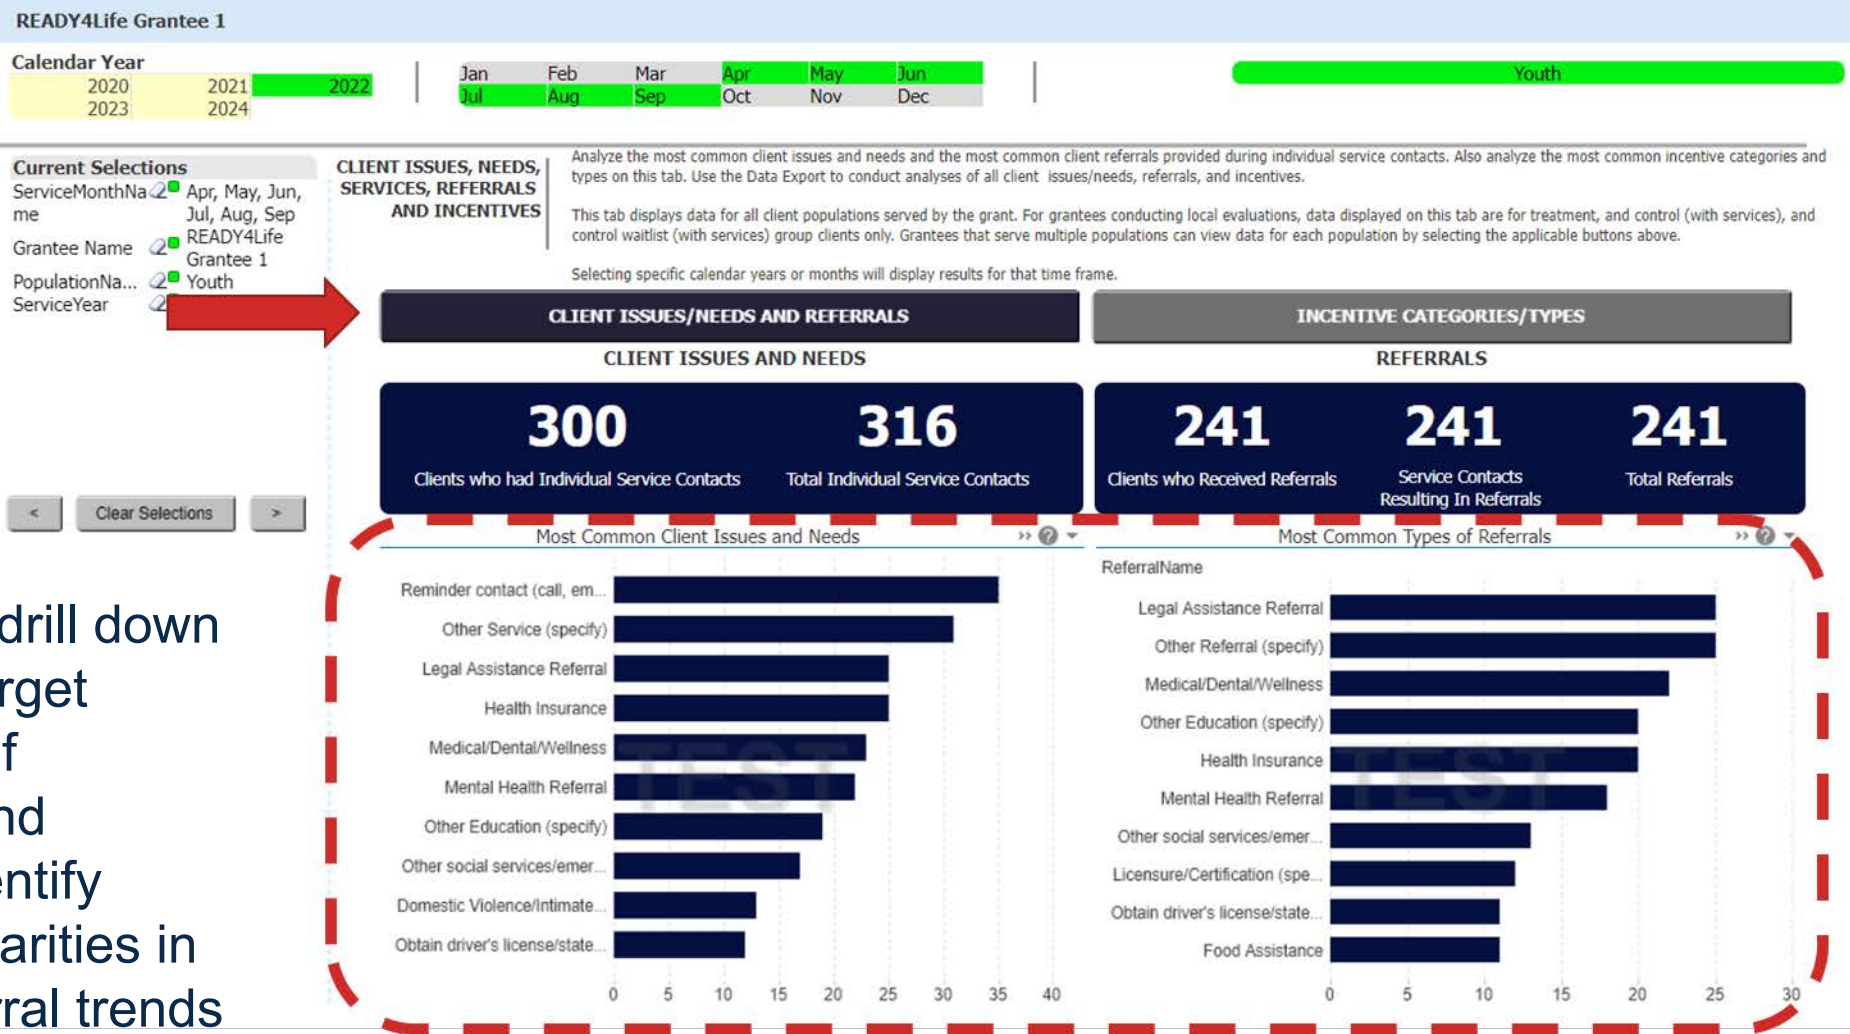 READY4Life Grantee 1
Calendar Year
2020 2021 2022
2023 2024
Jan Feb Mar Apr May Jun
Jul Aug Sep Oct Nov Dec
Youth
Current Selections
ServiceMonthNa
me
Apr, May, Jun,
Jul, Aug, Sep
Grantee Name
READY4Life
Grantee 1
PopulationNa... Youth
ServiceYear
< Clear Selections >
drill down
rget
f
nd
entify
arities in
rral trends
CLIENT ISSUES, NEEDS,
SERVICES, REFERRALS
AND INCENTIVES
Analyze the most common client issues and needs and the most common client referrals provided during individual service contacts. Also analyze the most common incentive categories and
types on this tab. Use the Data Export to conduct analyses of all client issues/needs, referrals, and incentives.
This tab displays data for all client populations served by the grant. For grantees conducting local evaluations, data displayed on this tab are for treatment, and control (with services), and
control waitlist (with services) group clients only. Grantees that serve multiple populations can view data for each population by selecting the applicable buttons above.
Selecting specific calendar years or months will display results for that time frame.
CLIENT ISSUES/NEEDS AND REFERRALS
INCENTIVE CATEGORIES/TYPES
CLIENT ISSUES AND NEEDS
300 316
Clients who had Individual Service Contacts Total Individual Service Contacts
REFERRALS
241 241 241
Clients who Received Referrals
Service Contacts
Resulting In Referrals
Total Referrals
Most Common Client Issues and Needs
Reminder contact (call, em...
Other Service (specify)
Legal Assistance Referral
Health Insurance
Medical/Dental/Wellness
Mental Health Referral
Other Education (specify)
Other social services/emer...
Domestic Violence/Intimate...
Obtain driver's license/state...
TEST
0 5 10 15 20 25 30 35 40
Most Common Types of Referrals
ReferralName
Legal Assistance Referral
Other Referral (specify)
Medical/Dental/Wellness
Other Education (specify)
Health Insurance
Mental Health Referral
Other social services/emer...
Licensure/Certification (spe...
Obtain driver's license/state...
Food Assistance
TEST
0 5 10 15 20 25 30